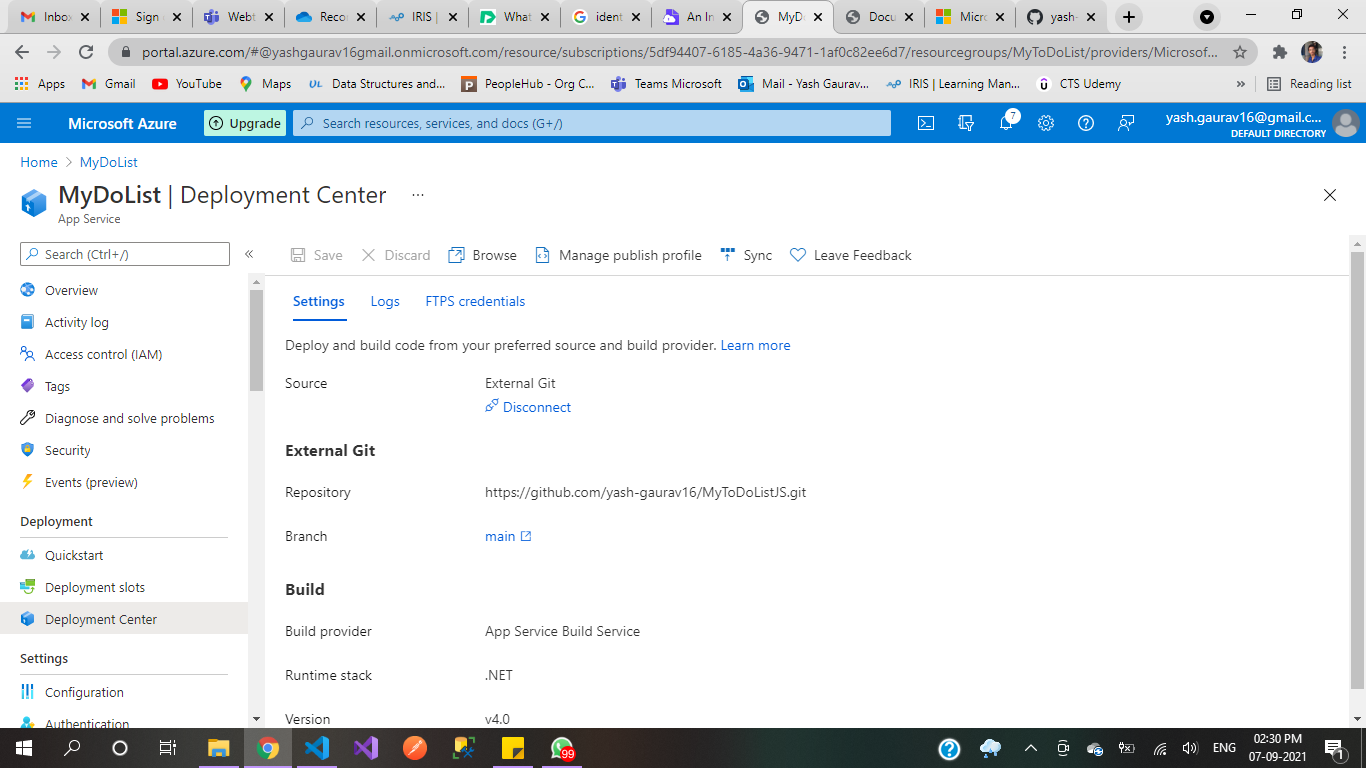 Inbox
Sign
Webt
Reco
IRIS |
What
ident
An In
MyDo
Docu
Micro
yash-
portal.azure.com/#@yashgaurav16gmail.onmicrosoft.com/resource/subscriptions/5df94407-6185-4a36-9471-1af0c82ee6d7/resourcegroups/MyToDoList/providers/Microsof...
Apps
Gmail
YouTube
Maps
Data Structures and...
PeopleHub - Org C...
Teams Microsoft
Mail - Yash Gaurav...
IRIS | Learning Man...
CTS Udemy
»
Reading list
Microsoft Azure
Upgrade
Search resources, services, and docs (G+/)
7
yash.gaurav16@gmail.c...
DEFAULT DIRECTORY
Home > MyDoList
MyDoList | Deployment Center ...
App Service
Search (Ctrl+/)
«
Save
Discard
Browse
Manage publish profile
Sync
Leave Feedback
Overview
Activity log
Access control (IAM)
Tags
Diagnose and solve problems
Security
Events (preview)
Deployment
Quickstart
Deployment slots
Deployment Center
Settings
Configuration
Authentication
Settings
Logs
FTPS credentials
Deploy and build code from your preferred source and build provider. Learn more
Source
External Git
Disconnect
External Git
Repository
https://github.com/yash-gaurav16/MyToDoListJS.git
Branch
main
Build
Build provider
App Service Build Service
Runtime stack
.NET
Version
v4.0
99
ENG
02:30 PM
07-09-2021
1